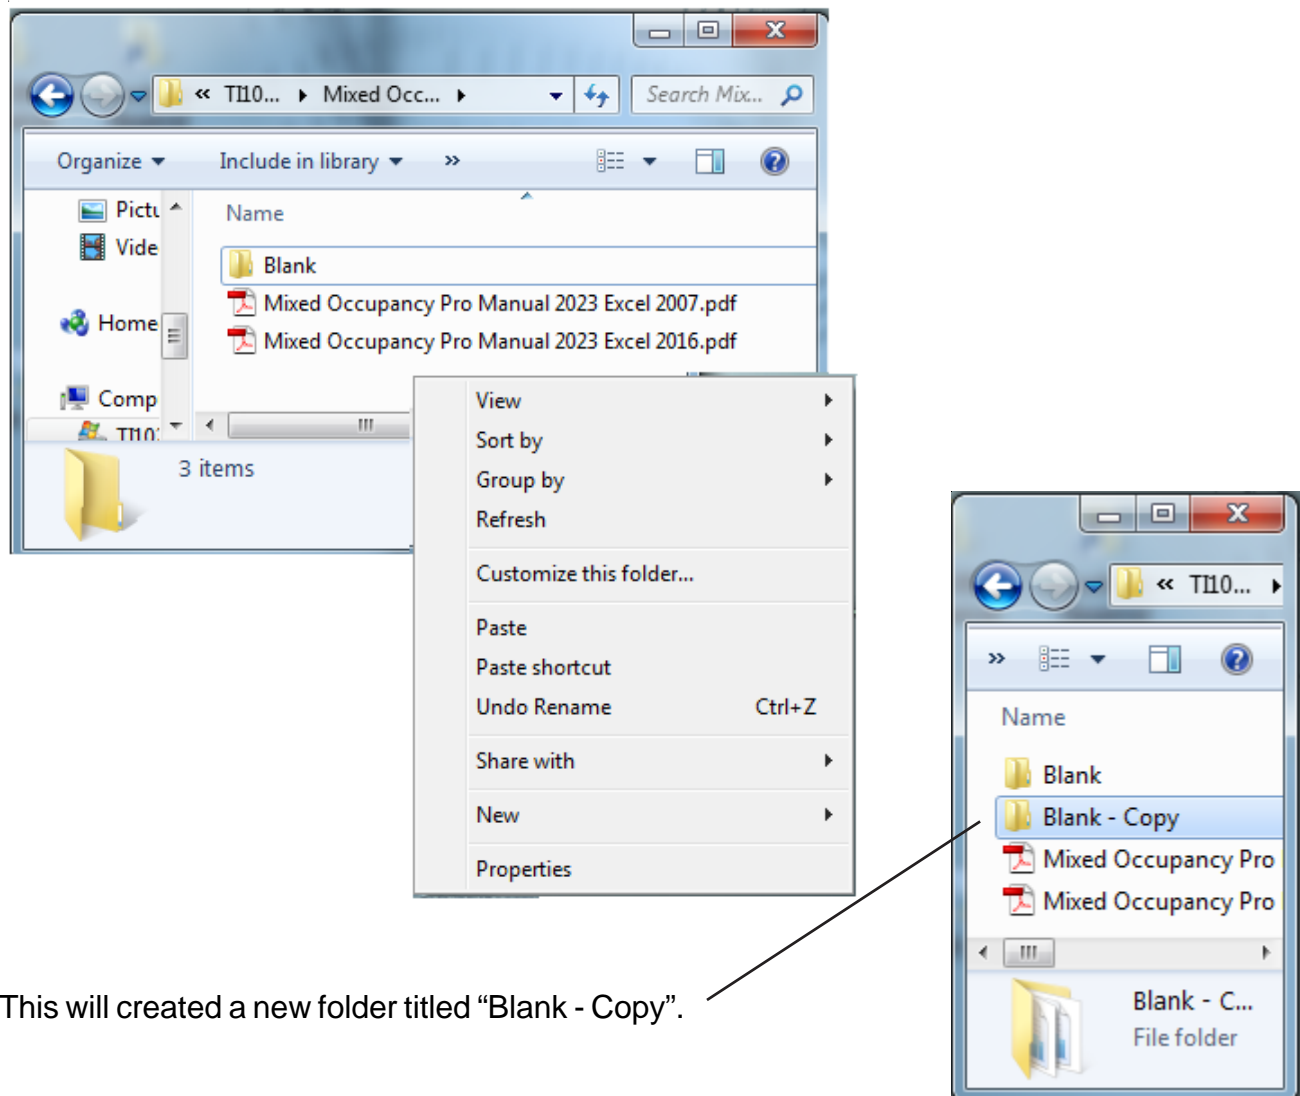 « TI10... ▸ Mixed Occ... ▸
Search Mix...
Organize
Include in library
»
Pictu
Name
Vide
Blank
Mixed Occupancy Pro Manual 2023 Excel 2007.pdf
Home
Mixed Occupancy Pro Manual 2023 Excel 2016.pdf
Comp
TI10
3 items
View
Sort by
Group by
Refresh
Customize this folder...
Paste
Paste shortcut
Undo Rename Ctrl+Z
Share with
New
Properties
« TI10... ▸
»
Name
Blank
Blank - Copy
Mixed Occupancy Pro
Mixed Occupancy Pro
Blank - C...
File folder
This will created a new folder titled “Blank - Copy”.